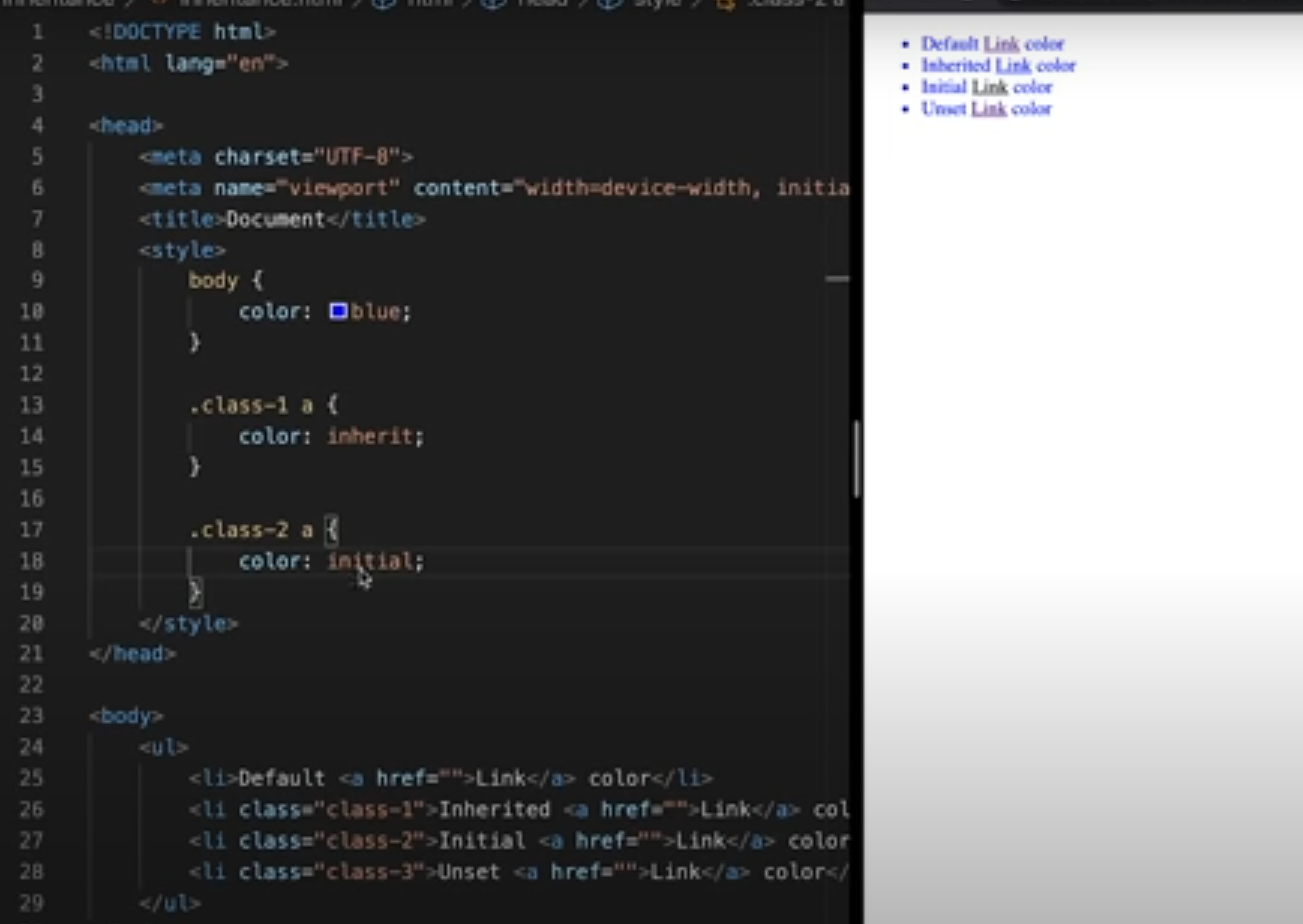 1 <!DOCTYPE html>
2 <html lang="en">
3
4 <head>
5 <meta charset="UTF-8">
6 <meta name="viewport" content="width=device-width, initia
7 <title>Document</title>
8 <style>
9 body {
10 color: blue;
11 }
12
13 .class-1 a {
14 color: inherit;
15 }
16
17 .class-2 a {
18 color: initial;
19 }
20 </style>
21 </head>
22
23 <body>
24 <ul>
25 <li>Default <a href="">Link</a> color</li>
26 <li class="class-1">Inherited <a href="">Link</a> col
27 <li class="class-2">Initial <a href="">Link</a> color
28 <li class="class-3">Unset <a href="">Link</a> color</
29 </ul>
• Default Link color
• Inherited Link color
• Initial Link color
• Unset Link color